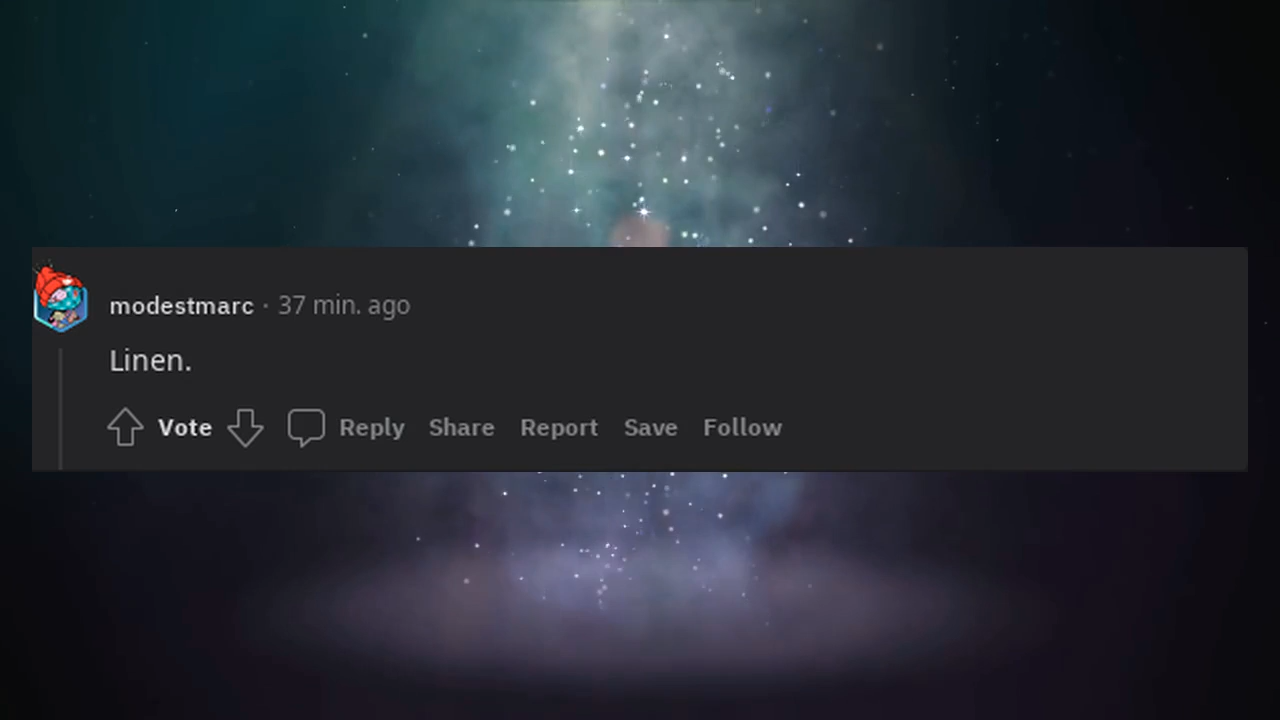 modestmarc · 37 min. ago
Linen.
Vote Reply Share Report Save Follow